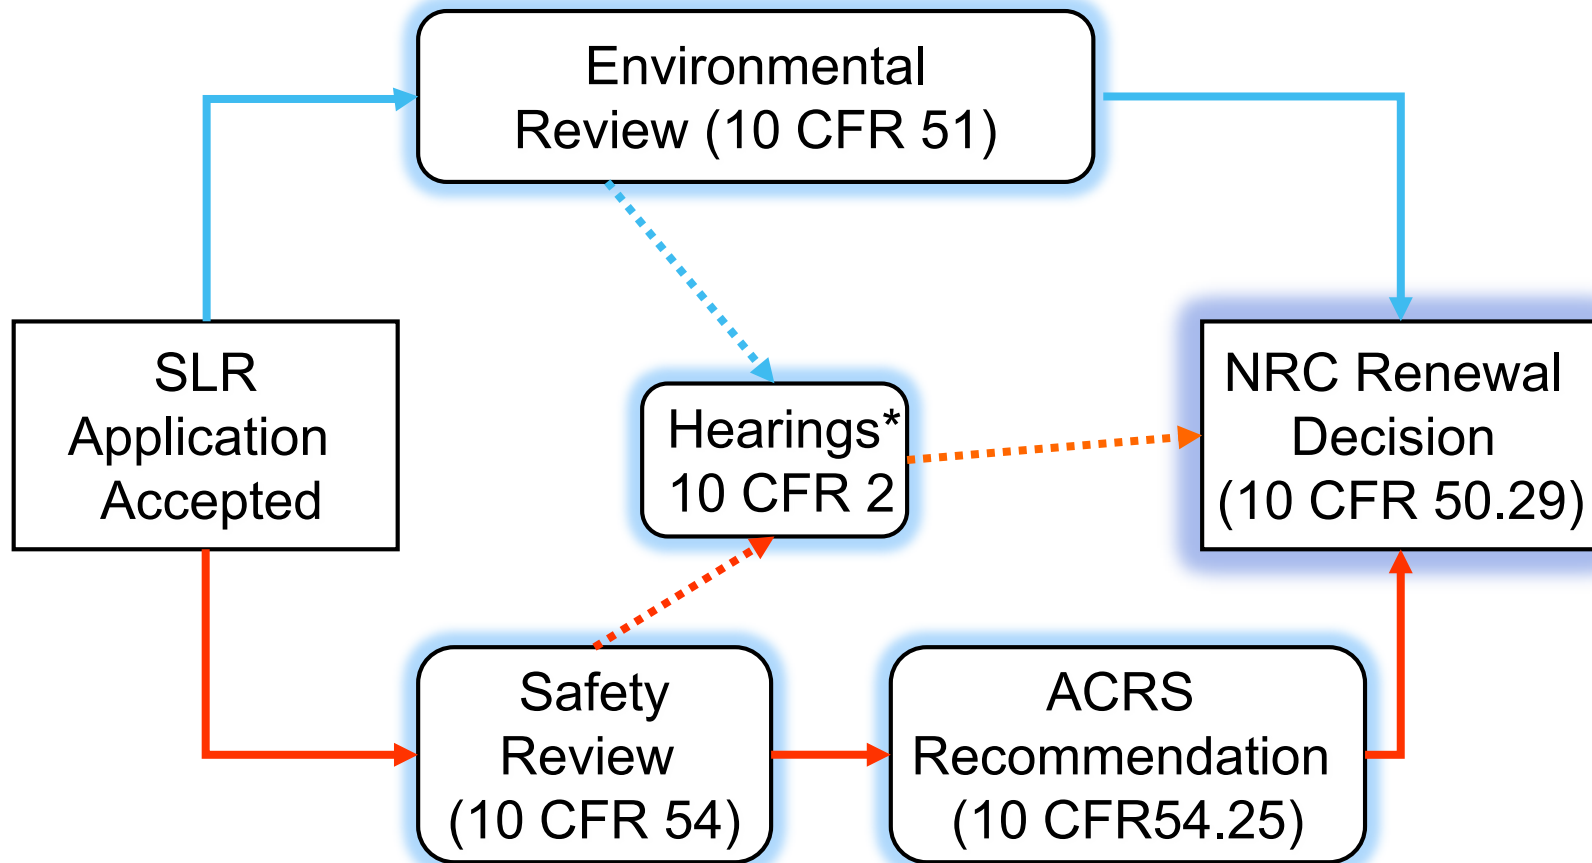 Environmental
Review (10 CFR 51)
SLR
Application
Accepted
Hearings*
10 CFR 2
NRC Renewal
Decision
(10 CFR 50.29)
Safety
Review
(10 CFR 54)
ACRS
Recommendation
(10 CFR54.25)